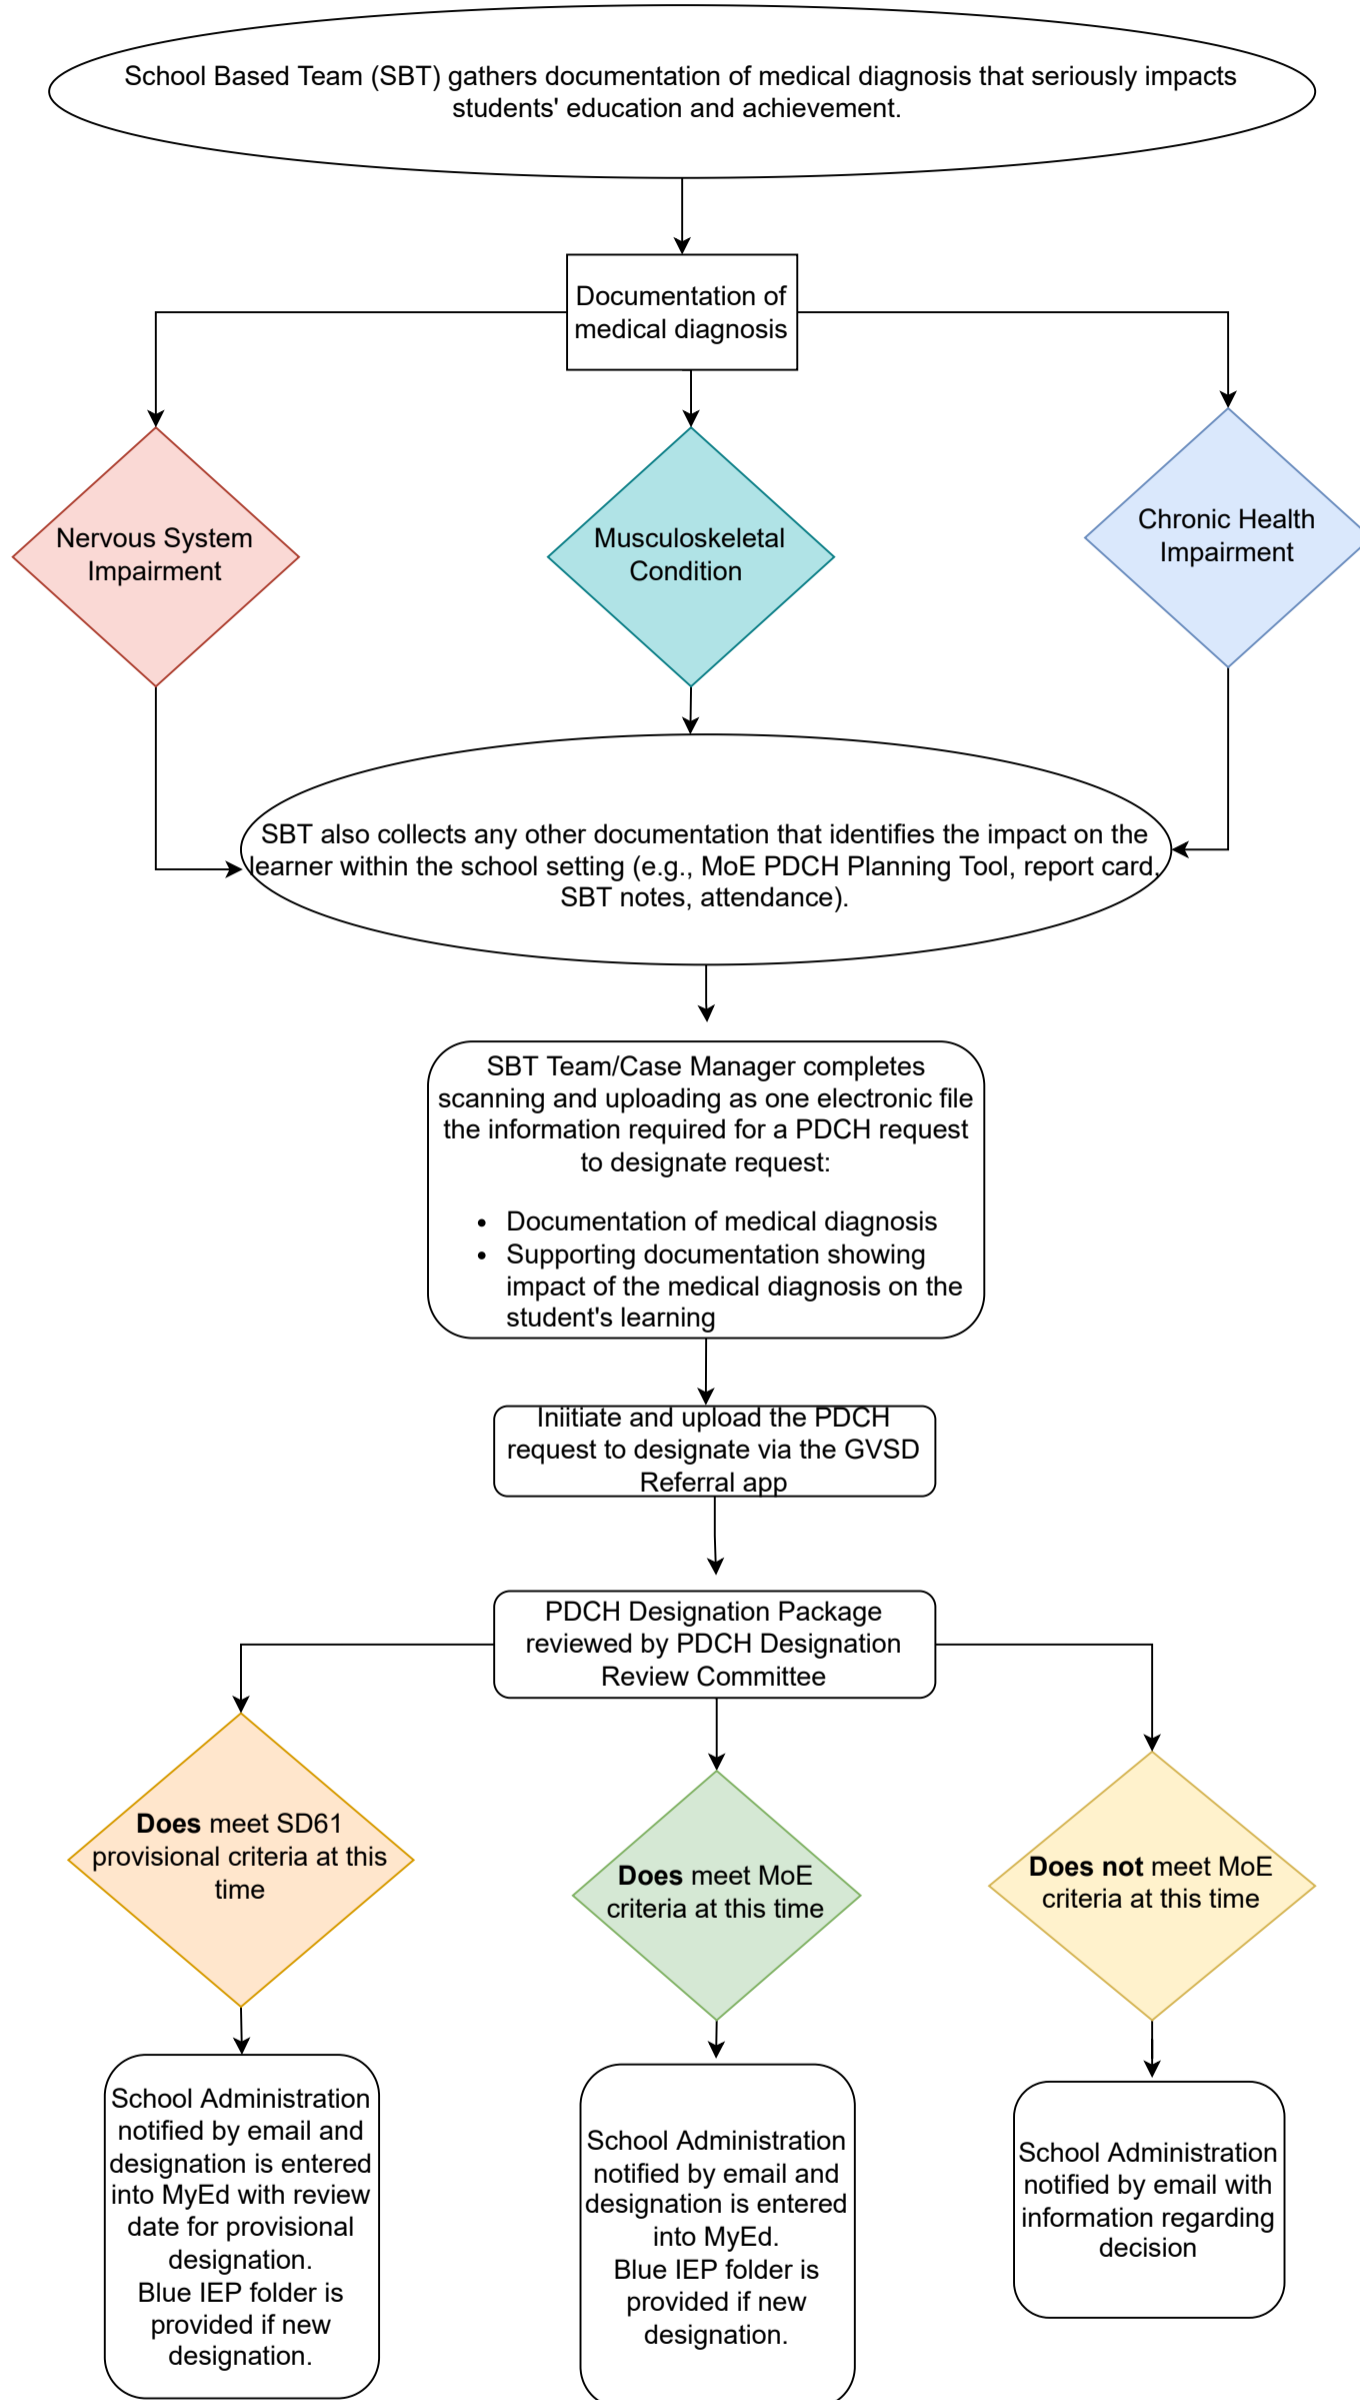 School Based Team (SBT) gathers documentation of medical diagnosis that seriously impacts
students' education and achievement.
Documentation of
medical diagnosis
Nervous System
Impairment
Musculoskeletal
Condition
Chronic Health
Impairment
SBT also collects any other documentation that identifies the impact on the
learner within the school setting (e.g., MoE PDCH Planning Tool, report card,
SBT notes, attendance).
SBT Team/Case Manager completes
scanning and uploading as one electronic file
the information required for a PDCH request
to designate request:
• Documentation of medical diagnosis
• Supporting documentation showing
impact of the medical diagnosis on the
student's learning
Iniitiate and upload the PDCH
request to designate via the GVSD
Referral app
PDCH Designation Package
reviewed by PDCH Designation
Review Committee
Does meet SD61
provisional criteria at this
time
Does meet MoE
criteria at this time
Does not meet MoE
criteria at this time
School Administration
notified by email and
designation is entered
into MyEd with review
date for provisional
designation.
Blue IEP folder is
provided if new
designation.
School Administration
notified by email and
designation is entered
into MyEd.
Blue IEP folder is
provided if new
designation.
School Administration
notified by email with
information regarding
decision